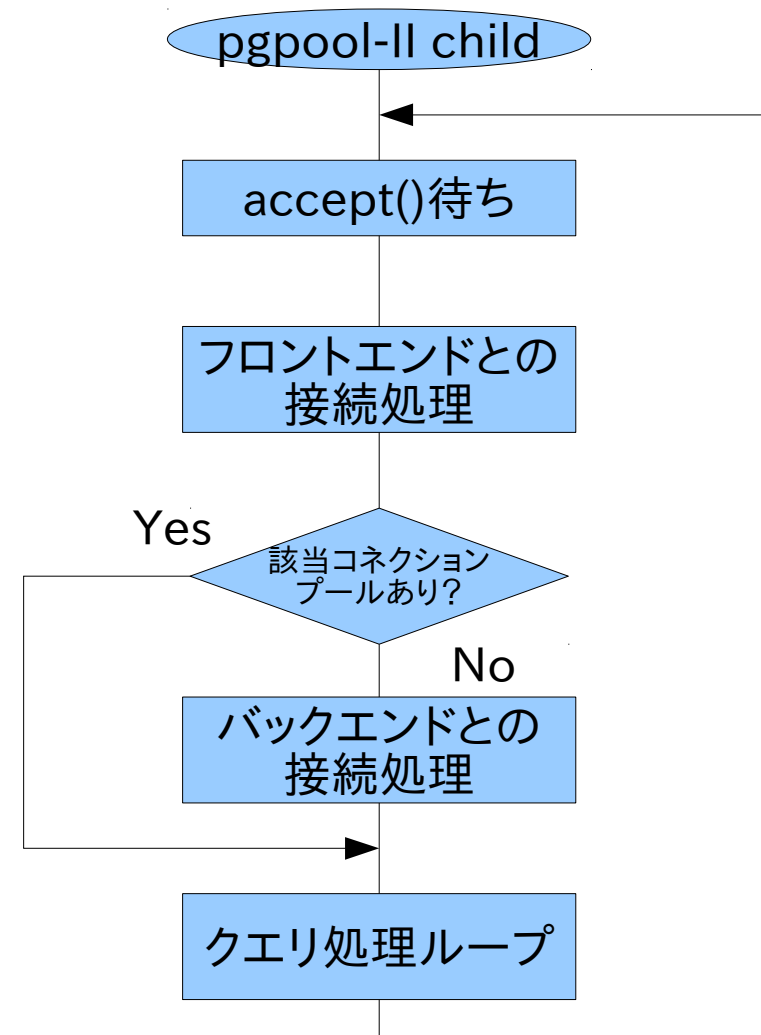 pgpool-II child
accept()待ち
フロントエンドとの
接続処理
Yes
該当コネクション
プールあり?
No
バックエンドとの
接続処理
クエリ処理ループ